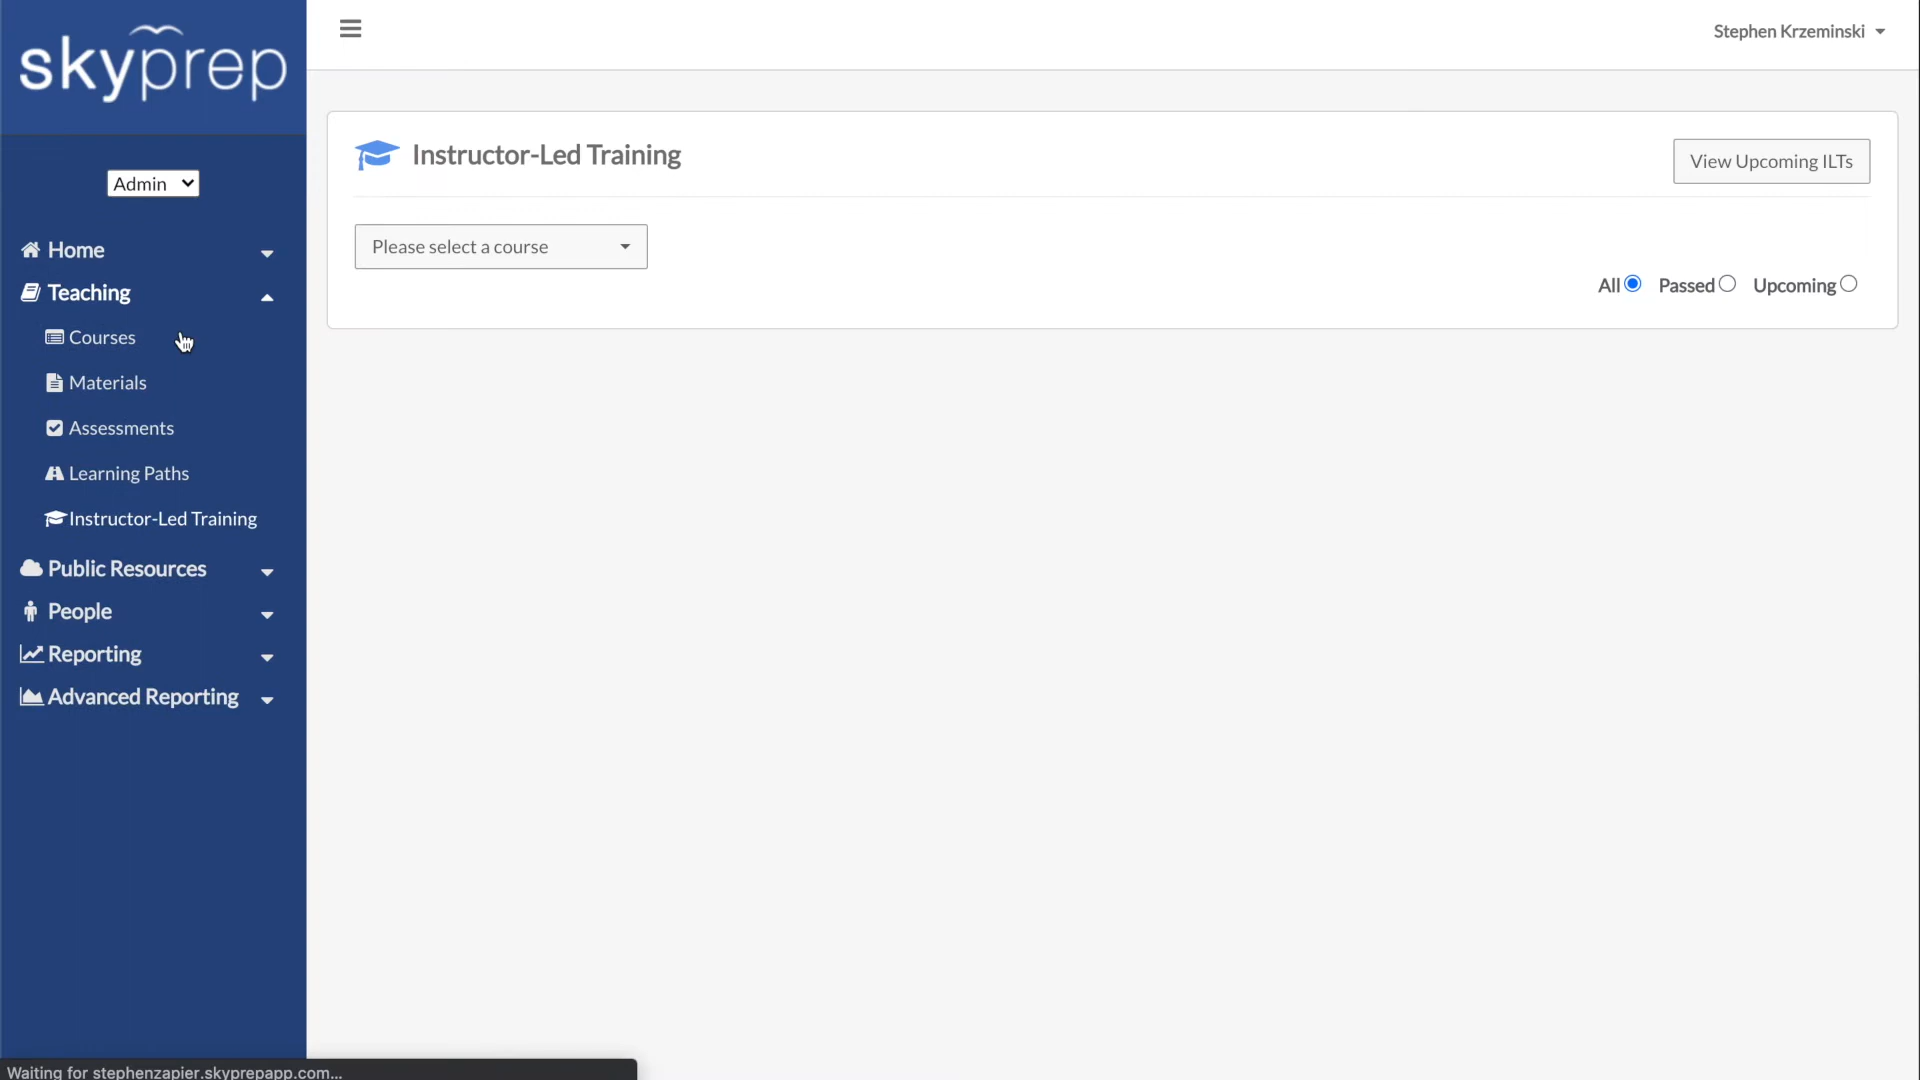 skyprep
Stephen Krzeminski
Instructor-Led Training
View Upcoming ILTs
Admin
Please select a course
All Passed Upcoming
Home
Teaching
Courses
Materials
Assessments
Learning Paths
Instructor-Led Training
Public Resources
People
Reporting
Advanced Reporting
Waiting for stephenzapier.skyprepapp.com...